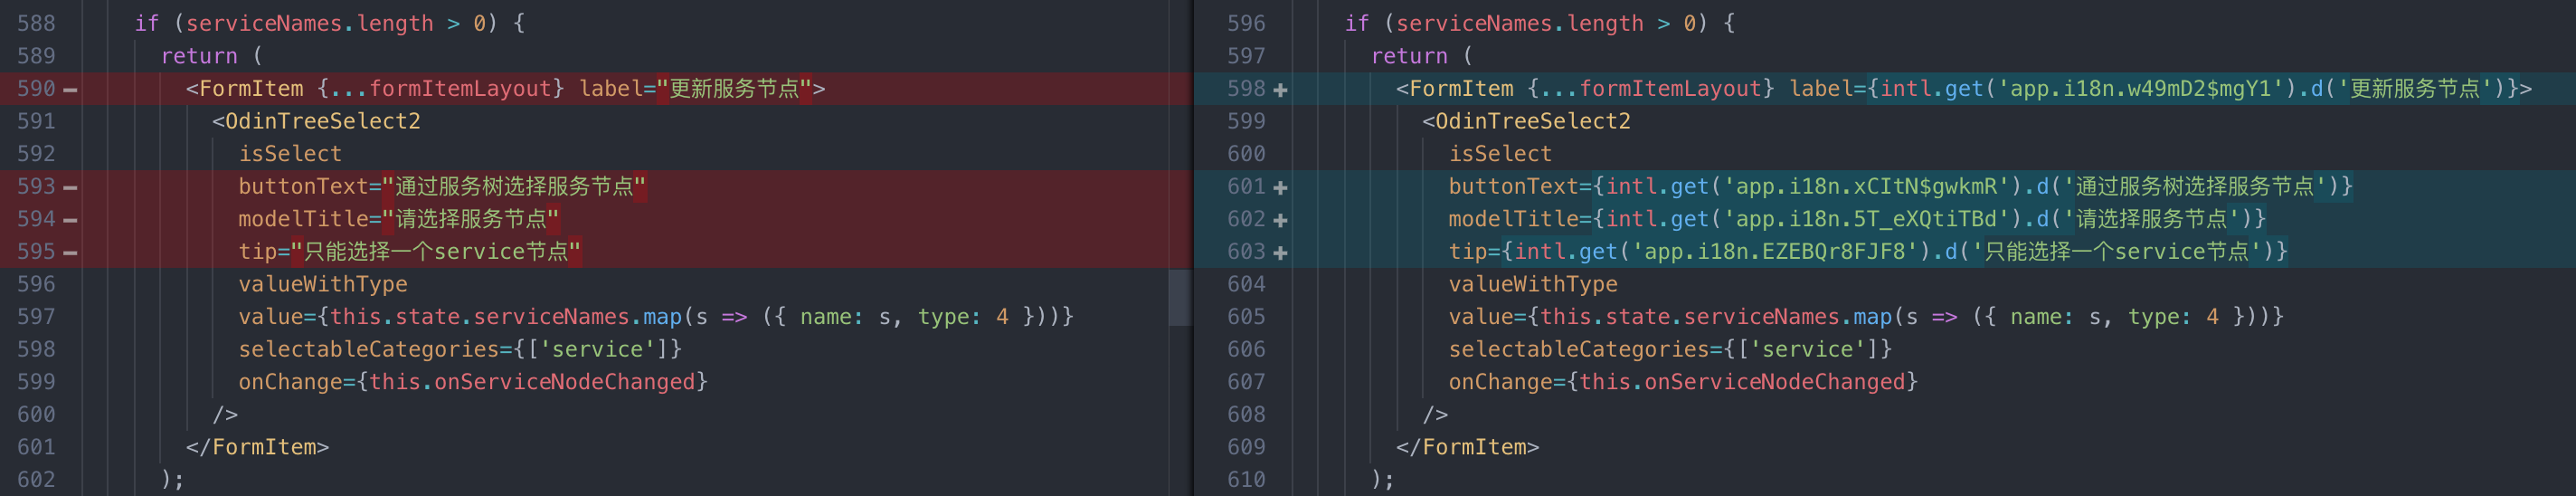 588 if (serviceNames.length > 0) {
589 return (
590 — <FormItem {...formItemLayout} label="更新服务节点">
591 <OdinTreeSelect2
592 isSelect
593 — buttonText="通过服务树选择服务节点"
594 — modelTitle="请选择服务节点"
595 — tip="只能选择一个service节点"
596 valueWithType
597 value={this.state.serviceNames.map(s => ({ name: s, type: 4 }))}
598 selectableCategories={['service']}
599 onChange={this.onServiceNodeChanged}
600 />
601 </FormItem>
602 );
596 if (serviceNames.length > 0) {
597 return (
598 + <FormItem {...formItemLayout} label={intl.get('app.i18n.w49mD2$mgY1').d('更新服务节点')}>
599 <OdinTreeSelect2
600 isSelect
601 + buttonText={intl.get('app.i18n.xCItN$gwkmR').d('通过服务树选择服务节点')}
602 + modelTitle={intl.get('app.i18n.5T_eXQtiTBd').d('请选择服务节点')}
603 + tip={intl.get('app.i18n.EZEBQr8FJF8').d('只能选择一个service节点')}
604 valueWithType
605 value={this.state.serviceNames.map(s => ({ name: s, type: 4 }))}
606 selectableCategories={['service']}
607 onChange={this.onServiceNodeChanged}
608 />
609 </FormItem>
610 );